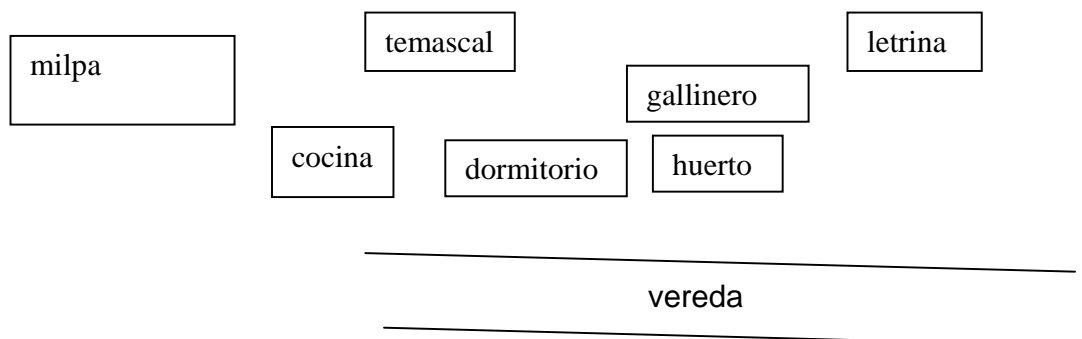 temascal
letrina
milpa
gallinero
cocina
dormitorio
huerto
vereda